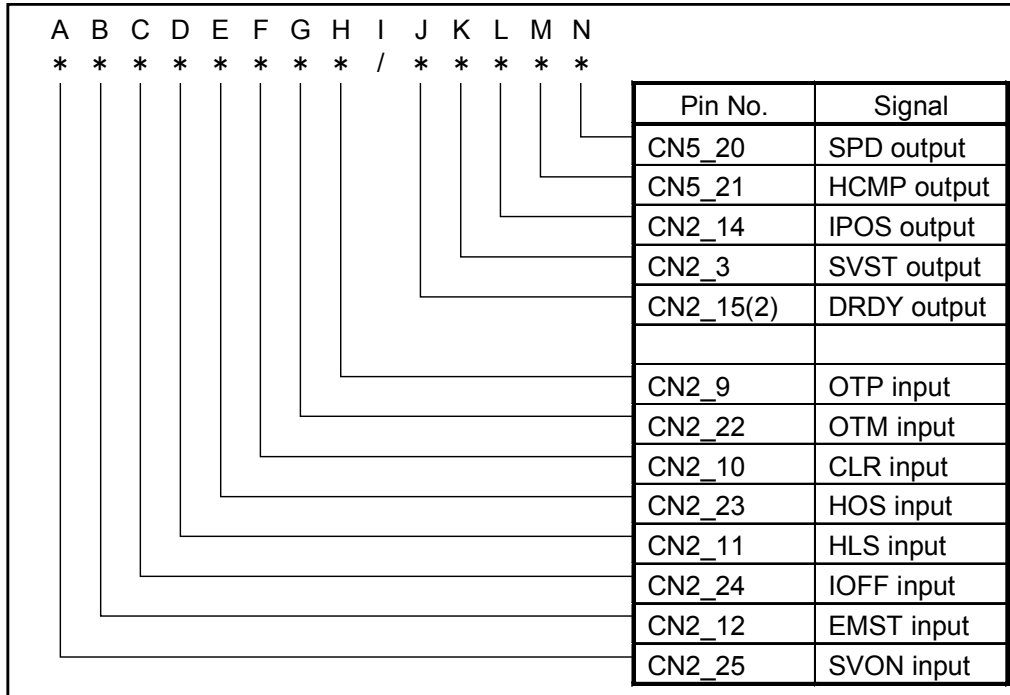 A B C D E F G H I J K L M N
* * * * * * * * / * * * * *
Pin No. Signal
CN5_20 SPD output
CN5_21 HCMP output
CN2_14 IPOS output
CN2_3 SVST output
CN2_15(2) DRDY output
CN2_9 OTP input
CN2_22 OTM input
CN2_10 CLR input
CN2_23 HOS input
CN2_11 HLS input
CN2_24 IOFF input
CN2_12 EMST input
CN2_25 SVON input